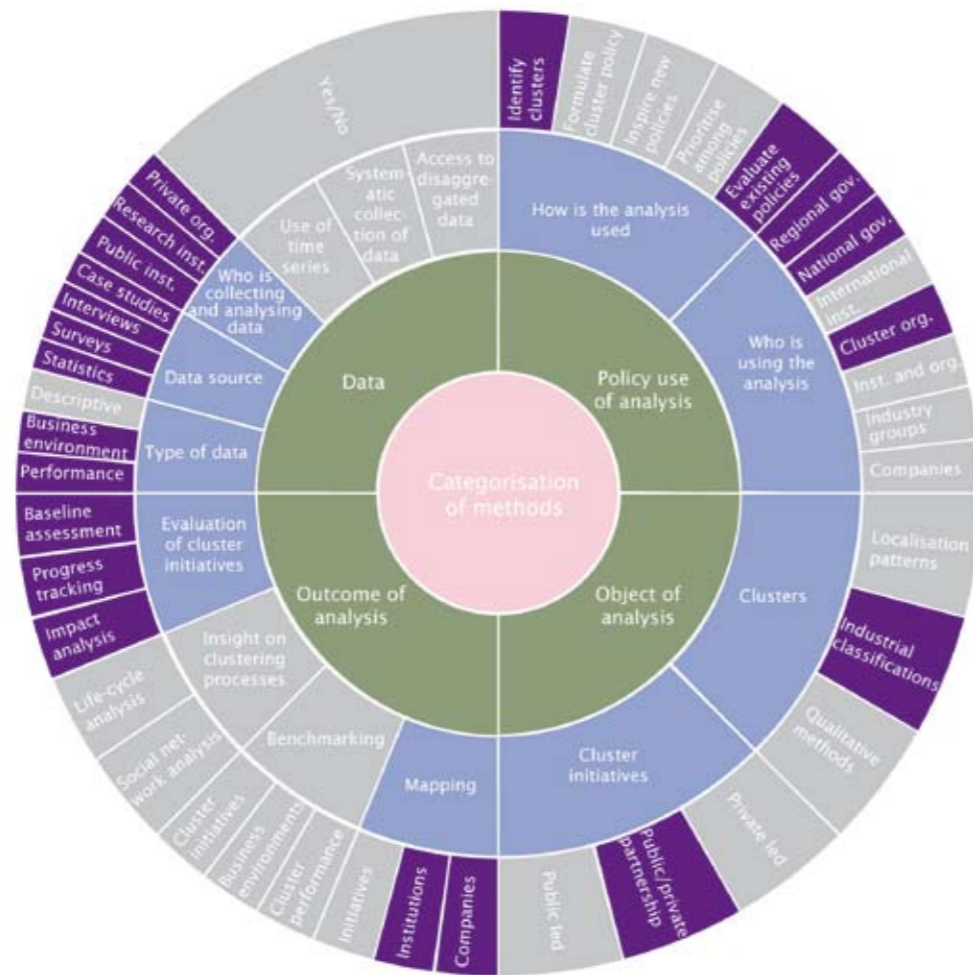 Categorisation
of methods
Policy use
of analysis
Object of
analysis
Outcome of
analysis
Data
How is the analysis
used
Who is
using the
analysis
Clusters
Cluster
initiatives
Mapping
Benchmarking
Insight on
clustering
processes
Evaluation
of cluster
initiatives
Type of data
Data source
Who is
collecting
and analysing
data
Use of
time
series
System-
atic collec-
tion of
data
Access to
disaggre-
gated
data
Identify
clusters
Formulate
cluster policy
Inspire new
policies
Prioritise
among
policies
Evaluate
existing
policies
Regional gov.
National gov.
International
inst.
Cluster org.
Inst. and org.
Industry
groups
Companies
Localisation
patterns
Industrial
classifications
Qualitative
methods
Private led
Public/private
partnership
Public led
Companies
Institutions
Initiatives
Cluster
performance
Business
environments
Cluster
initiatives
Social net-
work analysis
Life-cycle
analysis
Impact
analysis
Progress
tracking
Baseline
assessment
Performance
Business
environment
Descriptive
Statistics
Surveys
Interviews
Case studies
Public inst.
Research inst.
Private org.
Yes/No